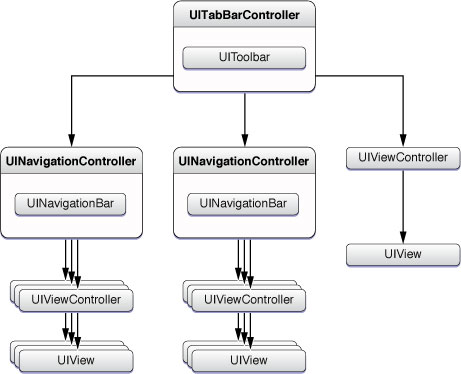 UITabBarController
UIToolbar
UINavigationController
UINavigationController
UIViewController
UINavigationBar
UINavigationBar
UIView
UIViewController
UIViewController
UIView
UIView